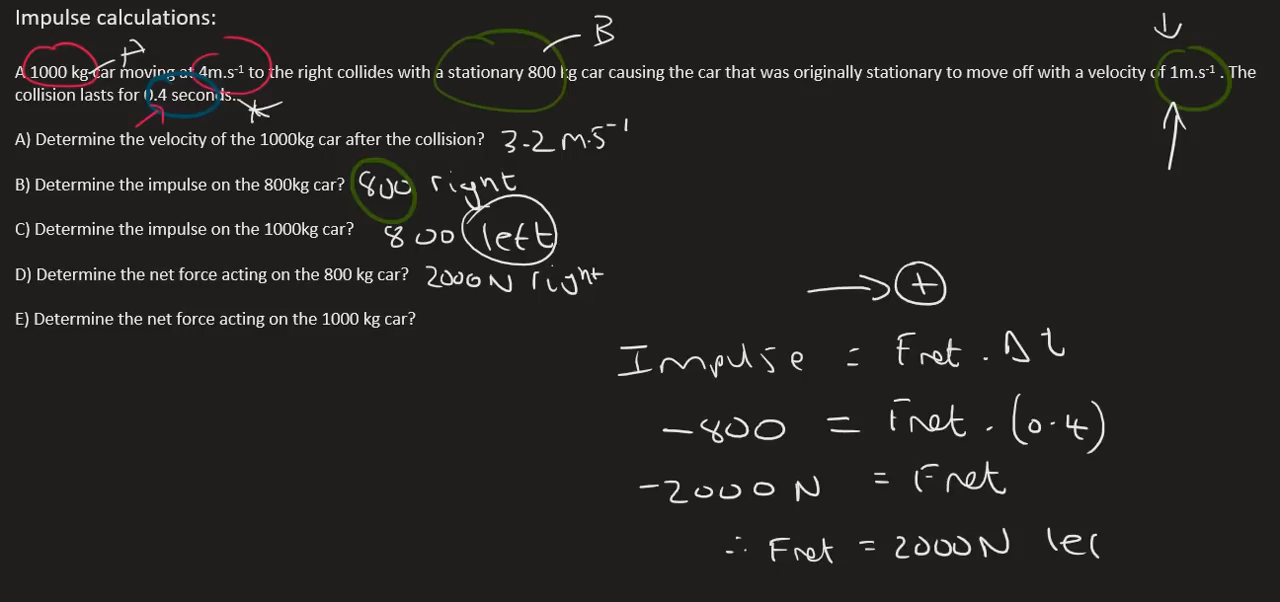 Impulse calculations:
A
B
↓
A 1000 kg car moving at 4m.s⁻¹ to the right collides with a stationary 800 kg car causing the car that was originally stationary to move off with a velocity of 1m.s⁻¹ . The
collision lasts for 0.4 seconds.
A) Determine the velocity of the 1000kg car after the collision? 3.2 m.s⁻¹
B) Determine the impulse on the 800kg car? 800 right
C) Determine the impulse on the 1000kg car? 800 left
D) Determine the net force acting on the 800 kg car? 2000N right
→ +
E) Determine the net force acting on the 1000 kg car?
Impulse = Fnet . Δt
-800 = Fnet . (0.4)
-2000 N = Fnet
∴ Fnet = 2000N lef